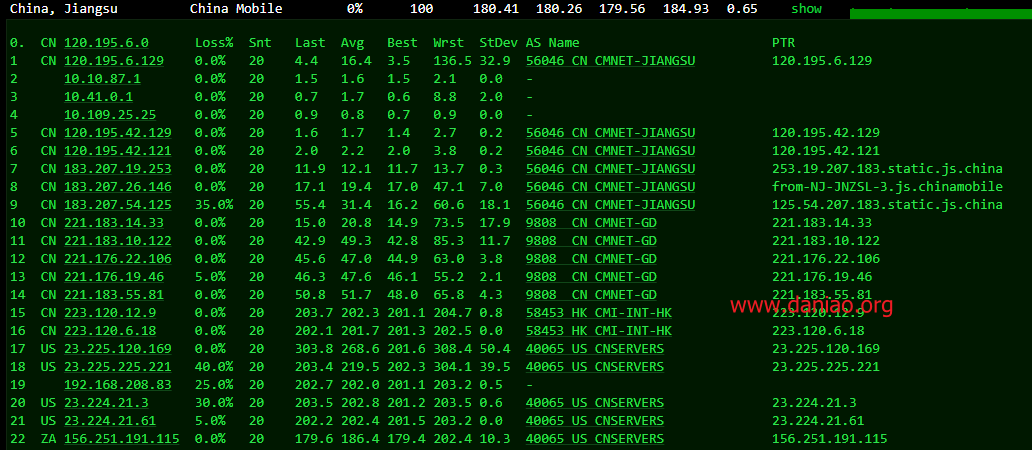 China, Jiangsu China Mobile 0% 100 180.41 180.26 179.56 184.93 0.65 show
0. CN 120.195.6.0 Loss% Snt Last Avg Best Wrst StDev AS Name PTR
1 CN 120.195.6.129 0.0% 20 4.4 16.4 3.5 136.5 32.9 56046 CN CMNET-JIANGSU 120.195.6.129
2 10.10.87.1 0.0% 20 1.5 1.6 1.5 2.1 0.0 -
3 10.41.0.1 0.0% 20 0.7 1.7 0.6 8.8 2.0 -
4 10.109.25.25 0.0% 20 0.9 0.8 0.7 0.9 0.0 -
5 CN 120.195.42.129 0.0% 20 1.6 1.7 1.4 2.7 0.2 56046 CN CMNET-JIANGSU 120.195.42.129
6 CN 120.195.42.121 0.0% 20 2.0 2.2 2.0 3.8 0.2 56046 CN CMNET-JIANGSU 120.195.42.121
7 CN 183.207.19.253 0.0% 20 11.9 12.1 11.7 13.7 0.3 56046 CN CMNET-JIANGSU 253.19.207.183.static.js.china
8 CN 183.207.26.146 0.0% 20 17.1 19.4 17.0 47.1 7.0 56046 CN CMNET-JIANGSU from-NJ-JNZSL-3.js.chinamobile
9 CN 183.207.54.125 35.0% 20 55.4 31.4 16.2 60.6 18.1 56046 CN CMNET-JIANGSU 125.54.207.183.static.js.china
10 CN 221.183.14.33 0.0% 20 15.0 20.8 14.9 73.5 17.9 9808 CN CMNET-GD 221.183.14.33
11 CN 221.183.10.122 0.0% 20 42.9 49.3 42.8 85.3 11.7 9808 CN CMNET-GD 221.183.10.122
12 CN 221.176.22.106 0.0% 20 45.6 47.0 44.9 63.0 3.8 9808 CN CMNET-GD 221.176.22.106
13 CN 221.176.19.46 5.0% 20 46.3 47.6 46.1 55.2 2.1 9808 CN CMNET-GD 221.176.19.46
14 CN 221.183.55.81 0.0% 20 50.8 51.7 48.0 65.8 4.3 9808 CN CMNET-GD 221.183.55.81
www.daniao.org
15 CN 223.120.12.9 0.0% 20 203.7 202.3 201.1 204.7 0.8 58453 HK CMI-INT-HK 223.120.12.9
16 CN 223.120.6.18 0.0% 20 202.1 201.7 201.3 202.5 0.0 58453 HK CMI-INT-HK 223.120.6.18
17 US 23.225.120.169 0.0% 20 303.8 268.6 201.6 308.4 50.4 40065 US CNSERVERS 23.225.120.169
18 US 23.225.225.221 40.0% 20 203.4 219.5 202.3 304.1 39.5 40065 US CNSERVERS 23.225.225.221
19 192.168.208.83 25.0% 20 202.7 202.0 201.1 203.2 0.5 -
20 US 23.224.21.3 30.0% 20 203.5 202.8 201.2 203.5 0.6 40065 US CNSERVERS 23.224.21.3
21 US 23.224.21.61 5.0% 20 202.2 202.4 201.5 203.2 0.0 40065 US CNSERVERS 23.224.21.61
22 ZA 156.251.191.115 0.0% 20 179.6 186.4 179.4 202.4 10.3 40065 US CNSERVERS 156.251.191.115